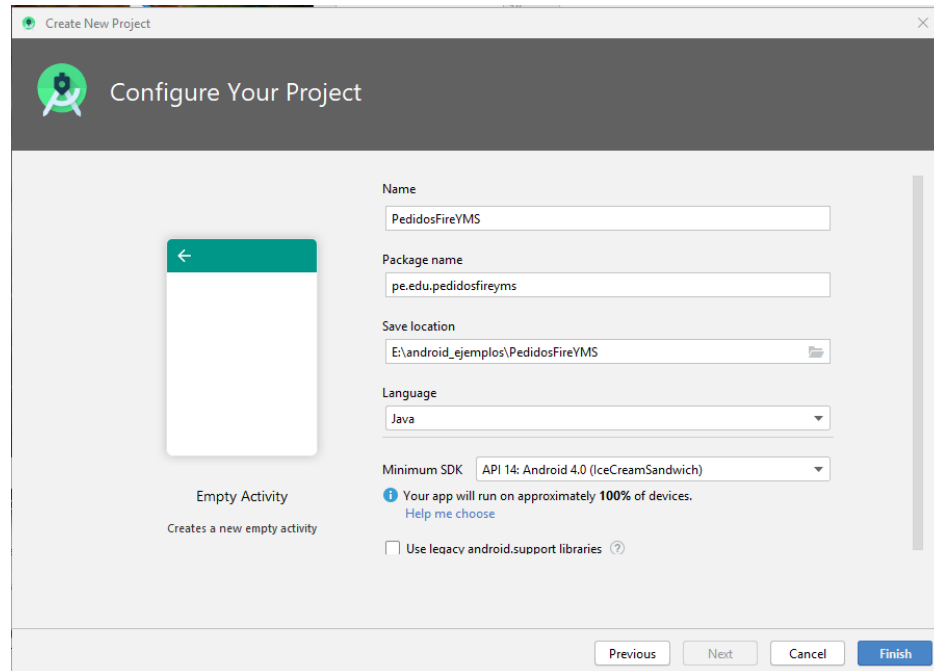 Create New Project
Configure Your Project
Name
PedidosFireYMS
Package name
pe.edu.pedidosfireyms
Save location
E:\android_ejemplos\PedidosFireYMS
Language
Java
Minimum SDK API 14: Android 4.0 (IceCreamSandwich)
Your app will run on approximately 100% of devices.
Help me choose
Use legacy android.support libraries ?
Empty Activity
Creates a new empty activity
Previous Next Cancel Finish